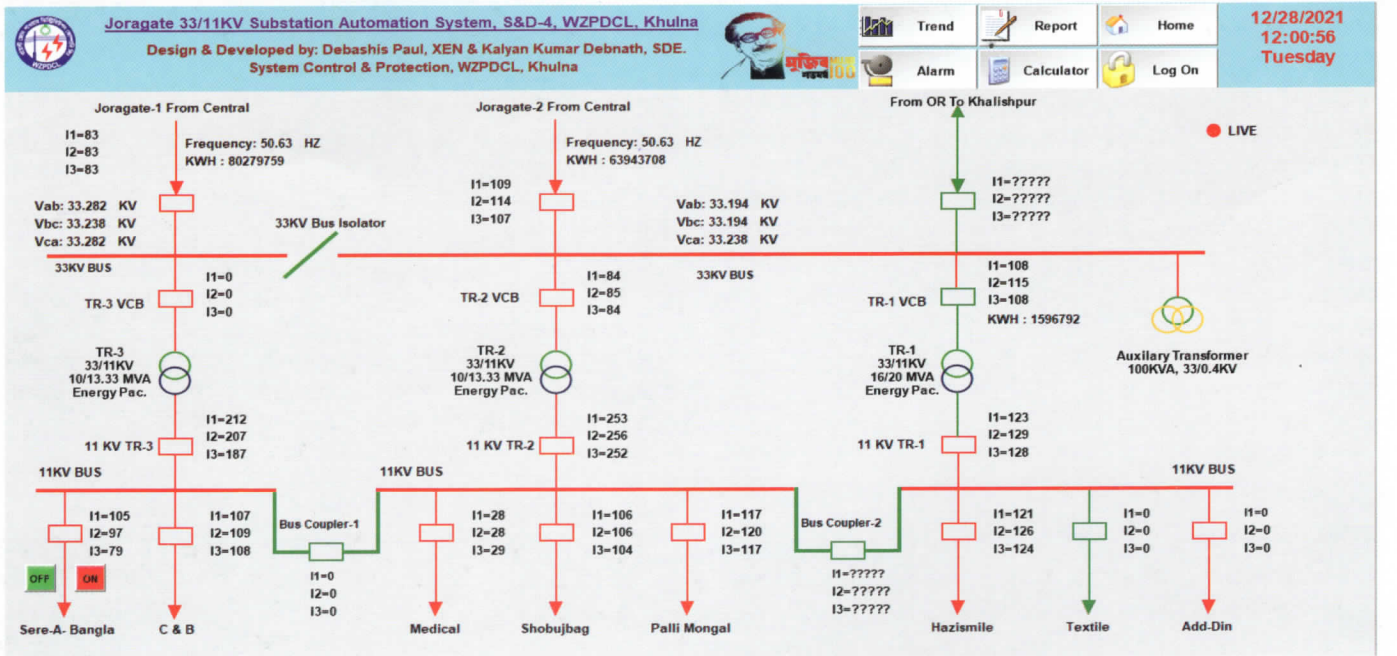 Joragate 33/11KV Substation Automation System, S&D-4, WZPDCL, Khulna
Design & Developed by: Debashis Paul, XEN & Kalyan Kumar Debnath, SDE.
System Control & Protection, WZPDCL, Khulna
WZPDCL
মুজিব
শতবর্ষ
100
Trend
Report
Home
Alarm
Calculator
Log On
12/28/2021
12:00:56
Tuesday
Joragate-1 From Central
Joragate-2 From Central
From OR To Khalishpur
LIVE
I1=83
I2=83
I3=83
Frequency: 50.63 HZ
KWH : 80279759
Frequency: 50.63 HZ
KWH : 63943708
Vab: 33.282 KV
Vbc: 33.238 KV
Vca: 33.282 KV
33KV Bus Isolator
I1=109
I2=114
I3=107
Vab: 33.194 KV
Vbc: 33.194 KV
Vca: 33.238 KV
I1=?????
I2=?????
I3=?????
33KV BUS
33KV BUS
TR-3 VCB
I1=0
I2=0
I3=0
TR-2 VCB
I1=84
I2=85
I3=84
TR-1 VCB
I1=108
I2=115
I3=108
KWH : 1596792
TR-3
33/11KV
10/13.33 MVA
Energy Pac.
TR-2
33/11KV
10/13.33 MVA
Energy Pac.
TR-1
33/11KV
16/20 MVA
Energy Pac.
Auxilary Transformer
100KVA, 33/0.4KV
11 KV TR-3
I1=212
I2=207
I3=187
11 KV TR-2
I1=253
I2=256
I3=252
11 KV TR-1
I1=123
I2=129
I3=128
11KV BUS
11KV BUS
11KV BUS
I1=105
I2=97
I3=79
I1=107
I2=109
I3=108
Bus Coupler-1
I1=0
I2=0
I3=0
I1=28
I2=28
I3=29
I1=106
I2=106
I3=104
I1=117
I2=120
I3=117
Bus Coupler-2
I1=?????
I2=?????
I3=?????
I1=121
I2=126
I3=124
I1=0
I2=0
I3=0
I1=0
I2=0
I3=0
OFF
ON
Sere-A- Bangla
C & B
Medical
Shobujbag
Palli Mongal
Hazismile
Textile
Add-Din